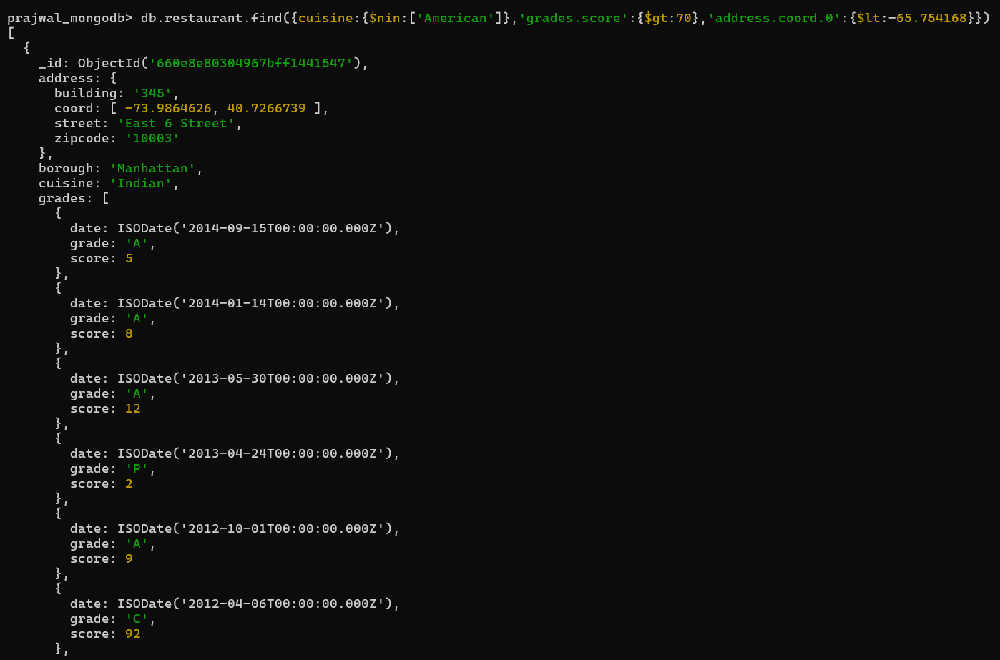 prajwal_mongodb> db.restaurant.find({cuisine:{$nin:['American']},'grades.score':{$gt:70},'address.coord.0':{$lt:-65.754168}})
[
  {
    _id: ObjectId('660e8e80304967bff1441547'),
    address: {
      building: '345',
      coord: [ -73.9864626, 40.7266739 ],
      street: 'East 6 Street',
      zipcode: '10003'
    },
    borough: 'Manhattan',
    cuisine: 'Indian',
    grades: [
      {
        date: ISODate('2014-09-15T00:00:00.000Z'),
        grade: 'A',
        score: 5
      },
      {
        date: ISODate('2014-01-14T00:00:00.000Z'),
        grade: 'A',
        score: 8
      },
      {
        date: ISODate('2013-05-30T00:00:00.000Z'),
        grade: 'A',
        score: 12
      },
      {
        date: ISODate('2013-04-24T00:00:00.000Z'),
        grade: 'P',
        score: 2
      },
      {
        date: ISODate('2012-10-01T00:00:00.000Z'),
        grade: 'A',
        score: 9
      },
      {
        date: ISODate('2012-04-06T00:00:00.000Z'),
        grade: 'C',
        score: 92
      },